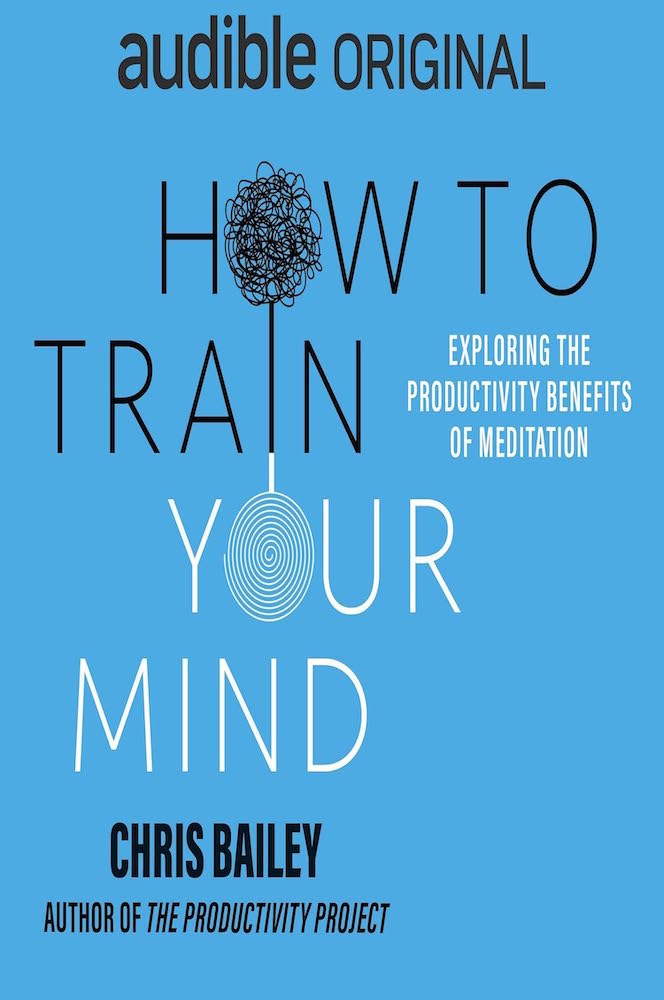 audible ORIGINAL
HOW TO
TRAIN
EXPLORING THE
PRODUCTIVITY BENEFITS
OF MEDITATION
YOUR
MIND
CHRIS BAILEY
AUTHOR OF THE PRODUCTIVITY PROJECT